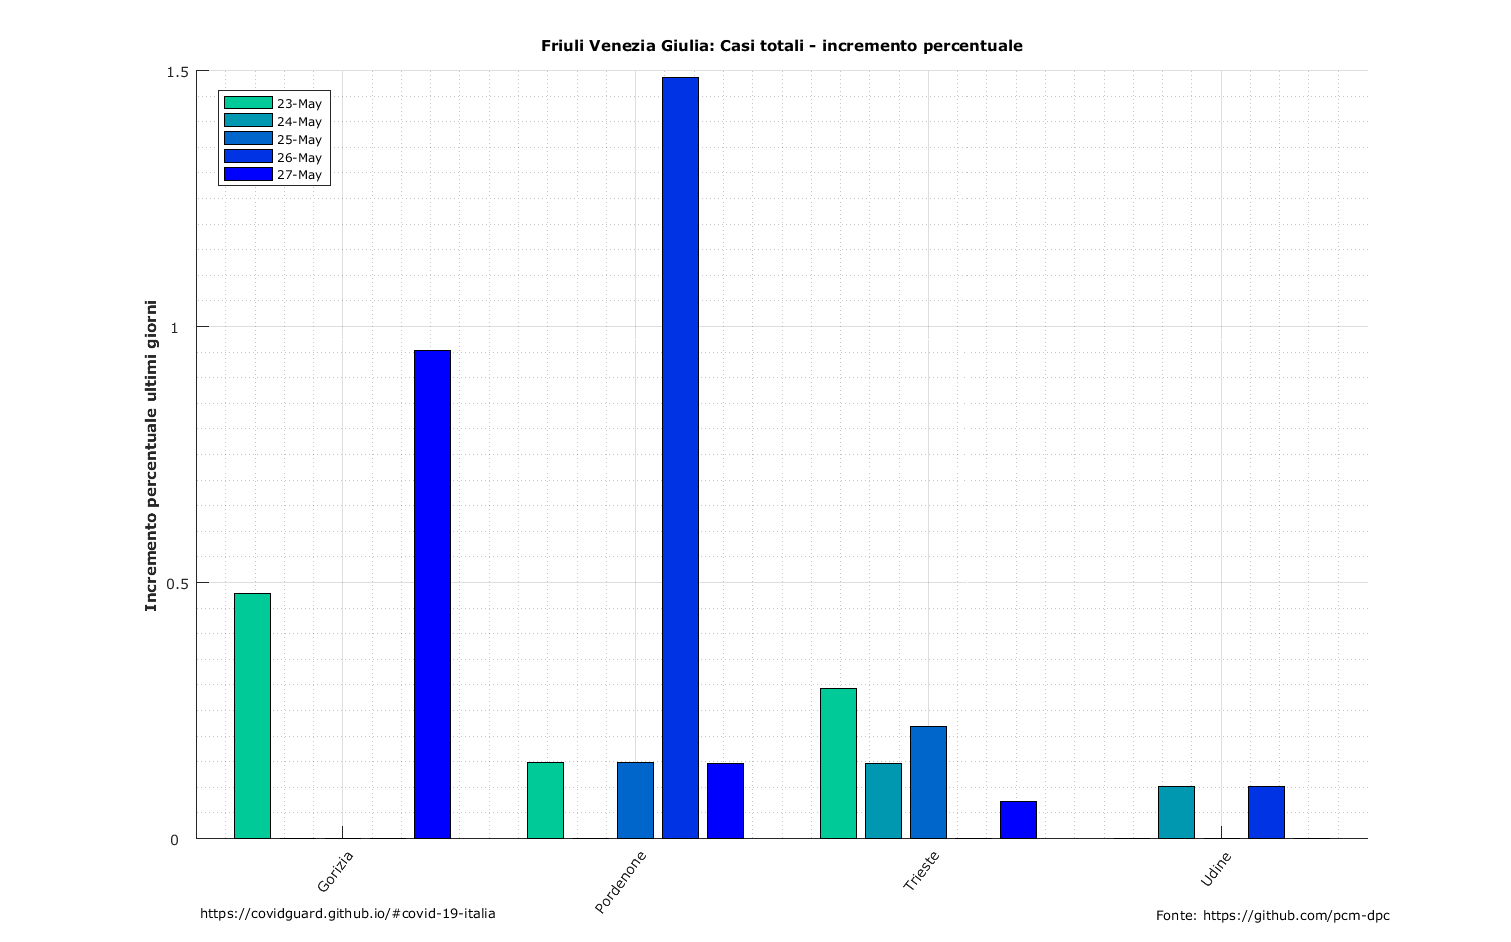 Friuli Venezia Giulia: Casi totali - incremento percentuale
1.5
23-May
24-May
25-May
26-May
27-May
1
0.5
0
Incremento percentuale ultimi giorni
Gorizia
Pordenone
Trieste
Udine
https://covidguard.github.io/#covid-19-italia
Fonte: https://github.com/pcm-dpc